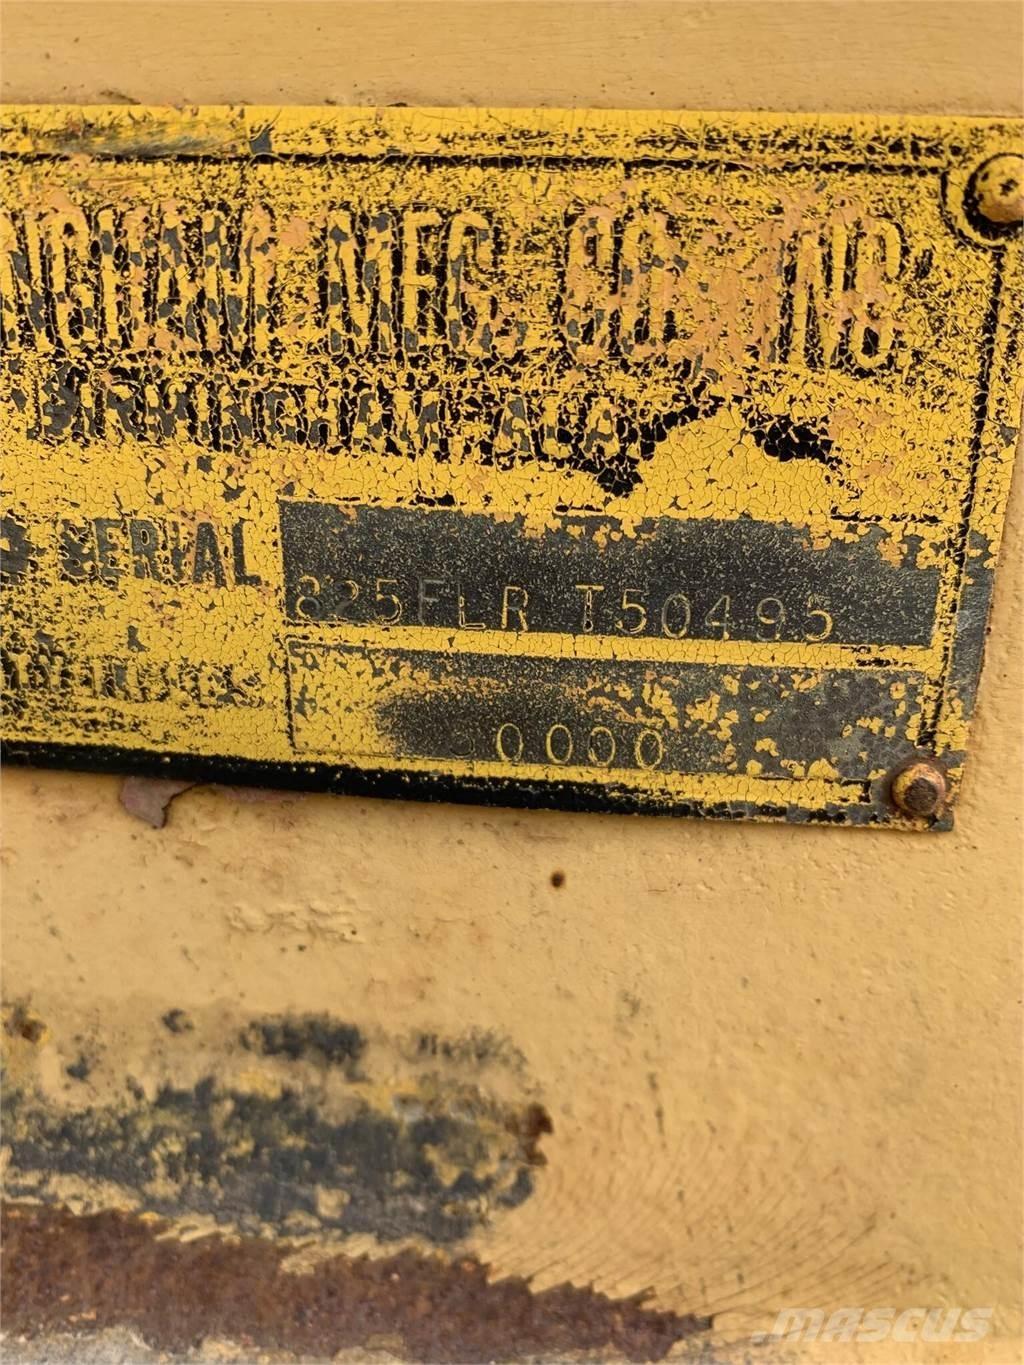 MFG. CO., INC.
BIRMINGHAM, ALA.
SERIAL 825FLR T50495
0000
MASCUS